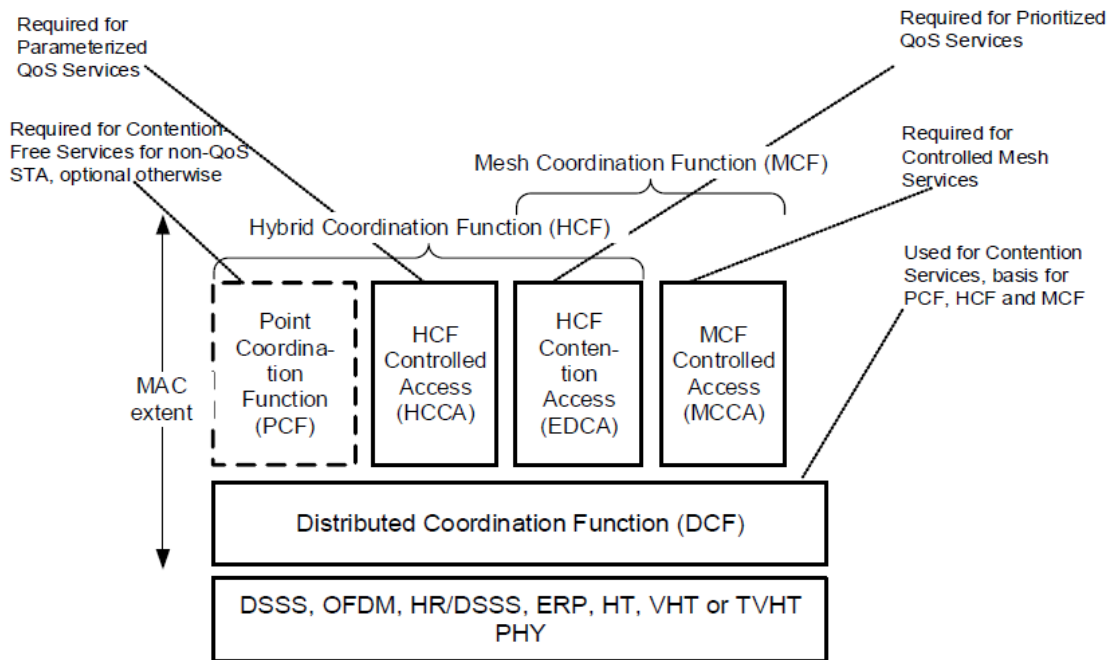 Required for
Parameterized
QoS Services
Required for Prioritized
QoS Services
Required for Contention-
Free Services for non-QoS
STA, optional otherwise
Required for
Controlled Mesh
Services
Mesh Coordination Function (MCF)
Hybrid Coordination Function (HCF)
Used for Contention
Services, basis for
PCF, HCF and MCF
MAC
extent
Point
Coordina-
tion
Function
(PCF)
HCF
Controlled
Access
(HCCA)
HCF
Conten-
tion
Access
(EDCA)
MCF
Controlled
Access
(MCCA)
Distributed Coordination Function (DCF)
DSSS, OFDM, HR/DSSS, ERP, HT, VHT or TVHT
PHY